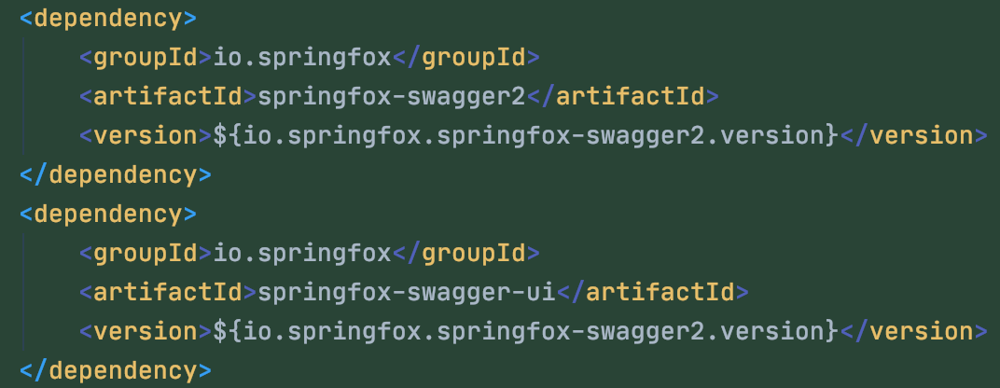 <dependency>
<groupId>io.springfox</groupId>
<artifactId>springfox-swagger2</artifactId>
<version>${io.springfox.springfox-swagger2.version}</version>
</dependency>
<dependency>
<groupId>io.springfox</groupId>
<artifactId>springfox-swagger-ui</artifactId>
<version>${io.springfox.springfox-swagger2.version}</version>
</dependency>